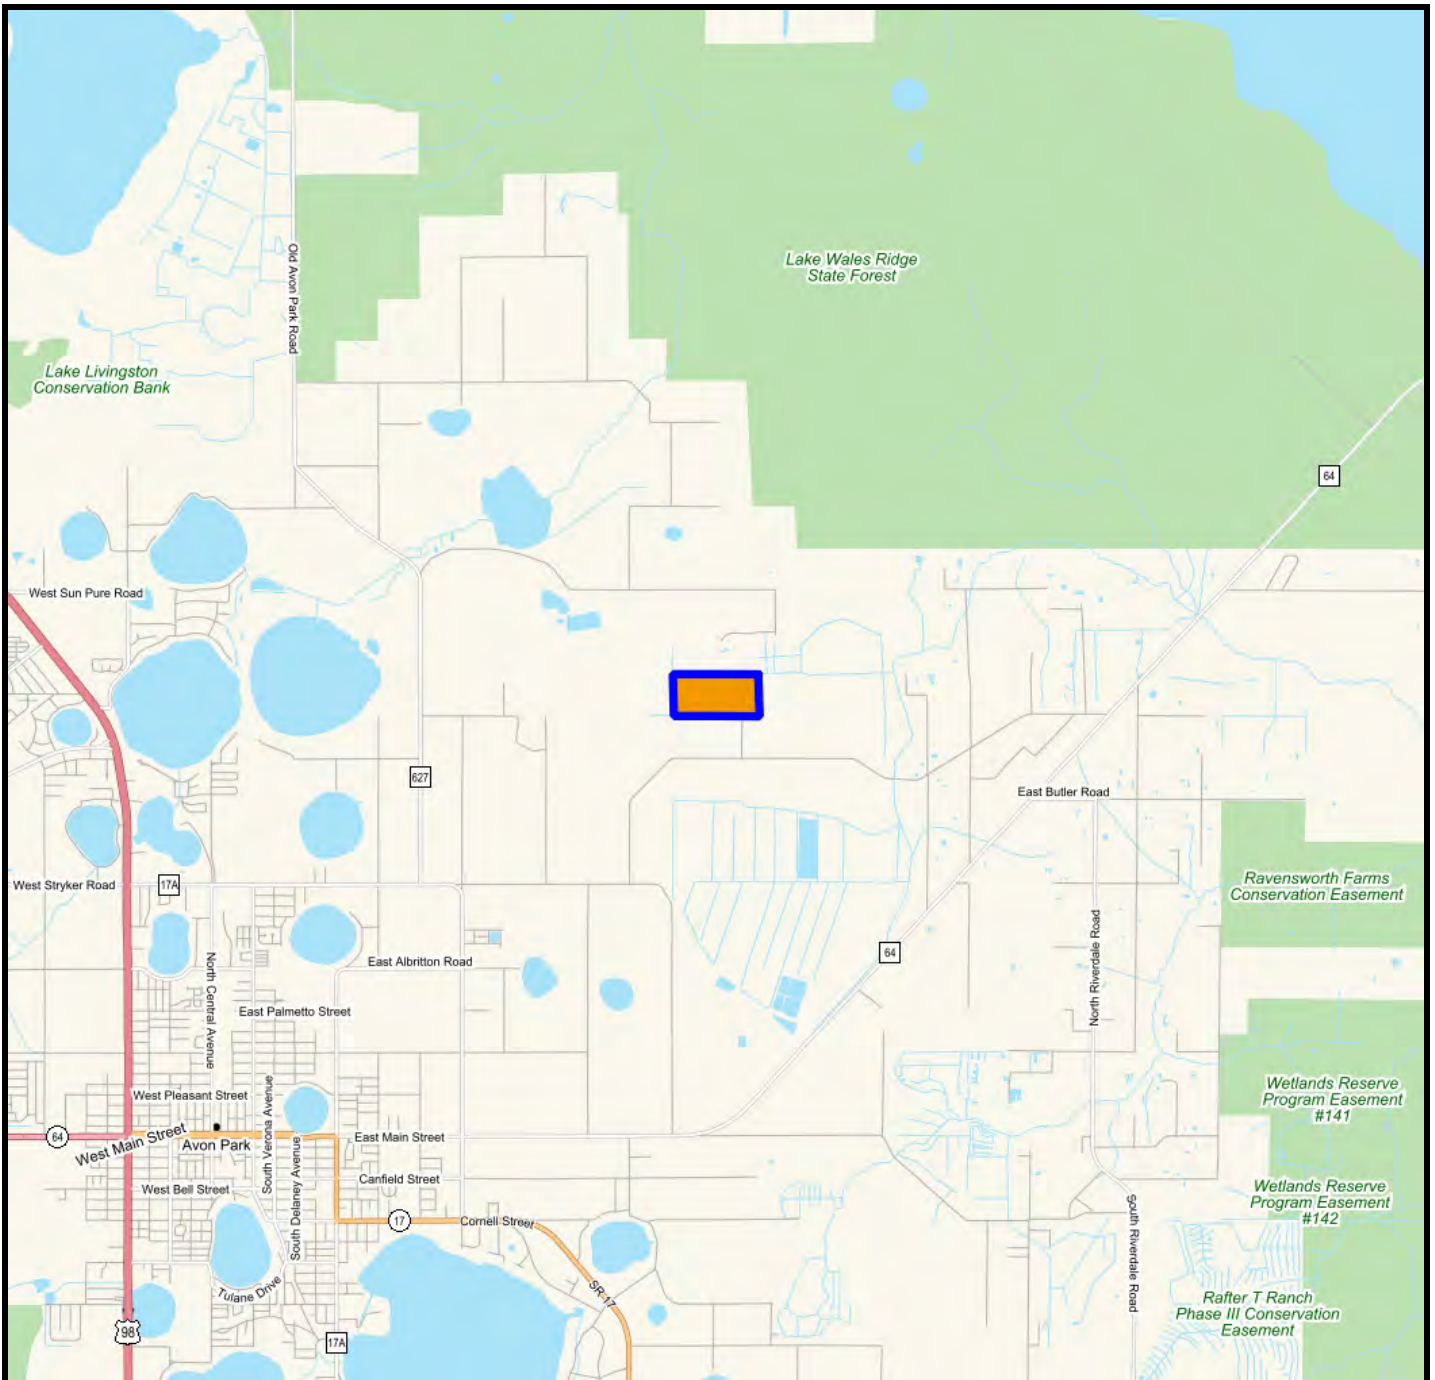 Old Avon Park Road
Lake Wales Ridge
State Forest
Lake Livingston
Conservation Bank
64
West Sun Pure Road
627
East Butler Road
West Stryker Road
17A
Ravensworth Farms
Conservation Easement
North Riverdale Road
64
East Albritton Road
North Central Avenue
East Palmetto Street
West Pleasant Street
South Verona Avenue
Wetlands Reserve
Program Easement
#141
64
West Main Street
Avon Park
East Main Street
South Delaney Avenue
Canfield Street
West Bell Street
Wetlands Reserve
Program Easement
#142
17
Cornell Street
South Riverdale Road
Tulane Drive
SR-17
Rafter T Ranch
Phase III Conservation
Easement
98
17A